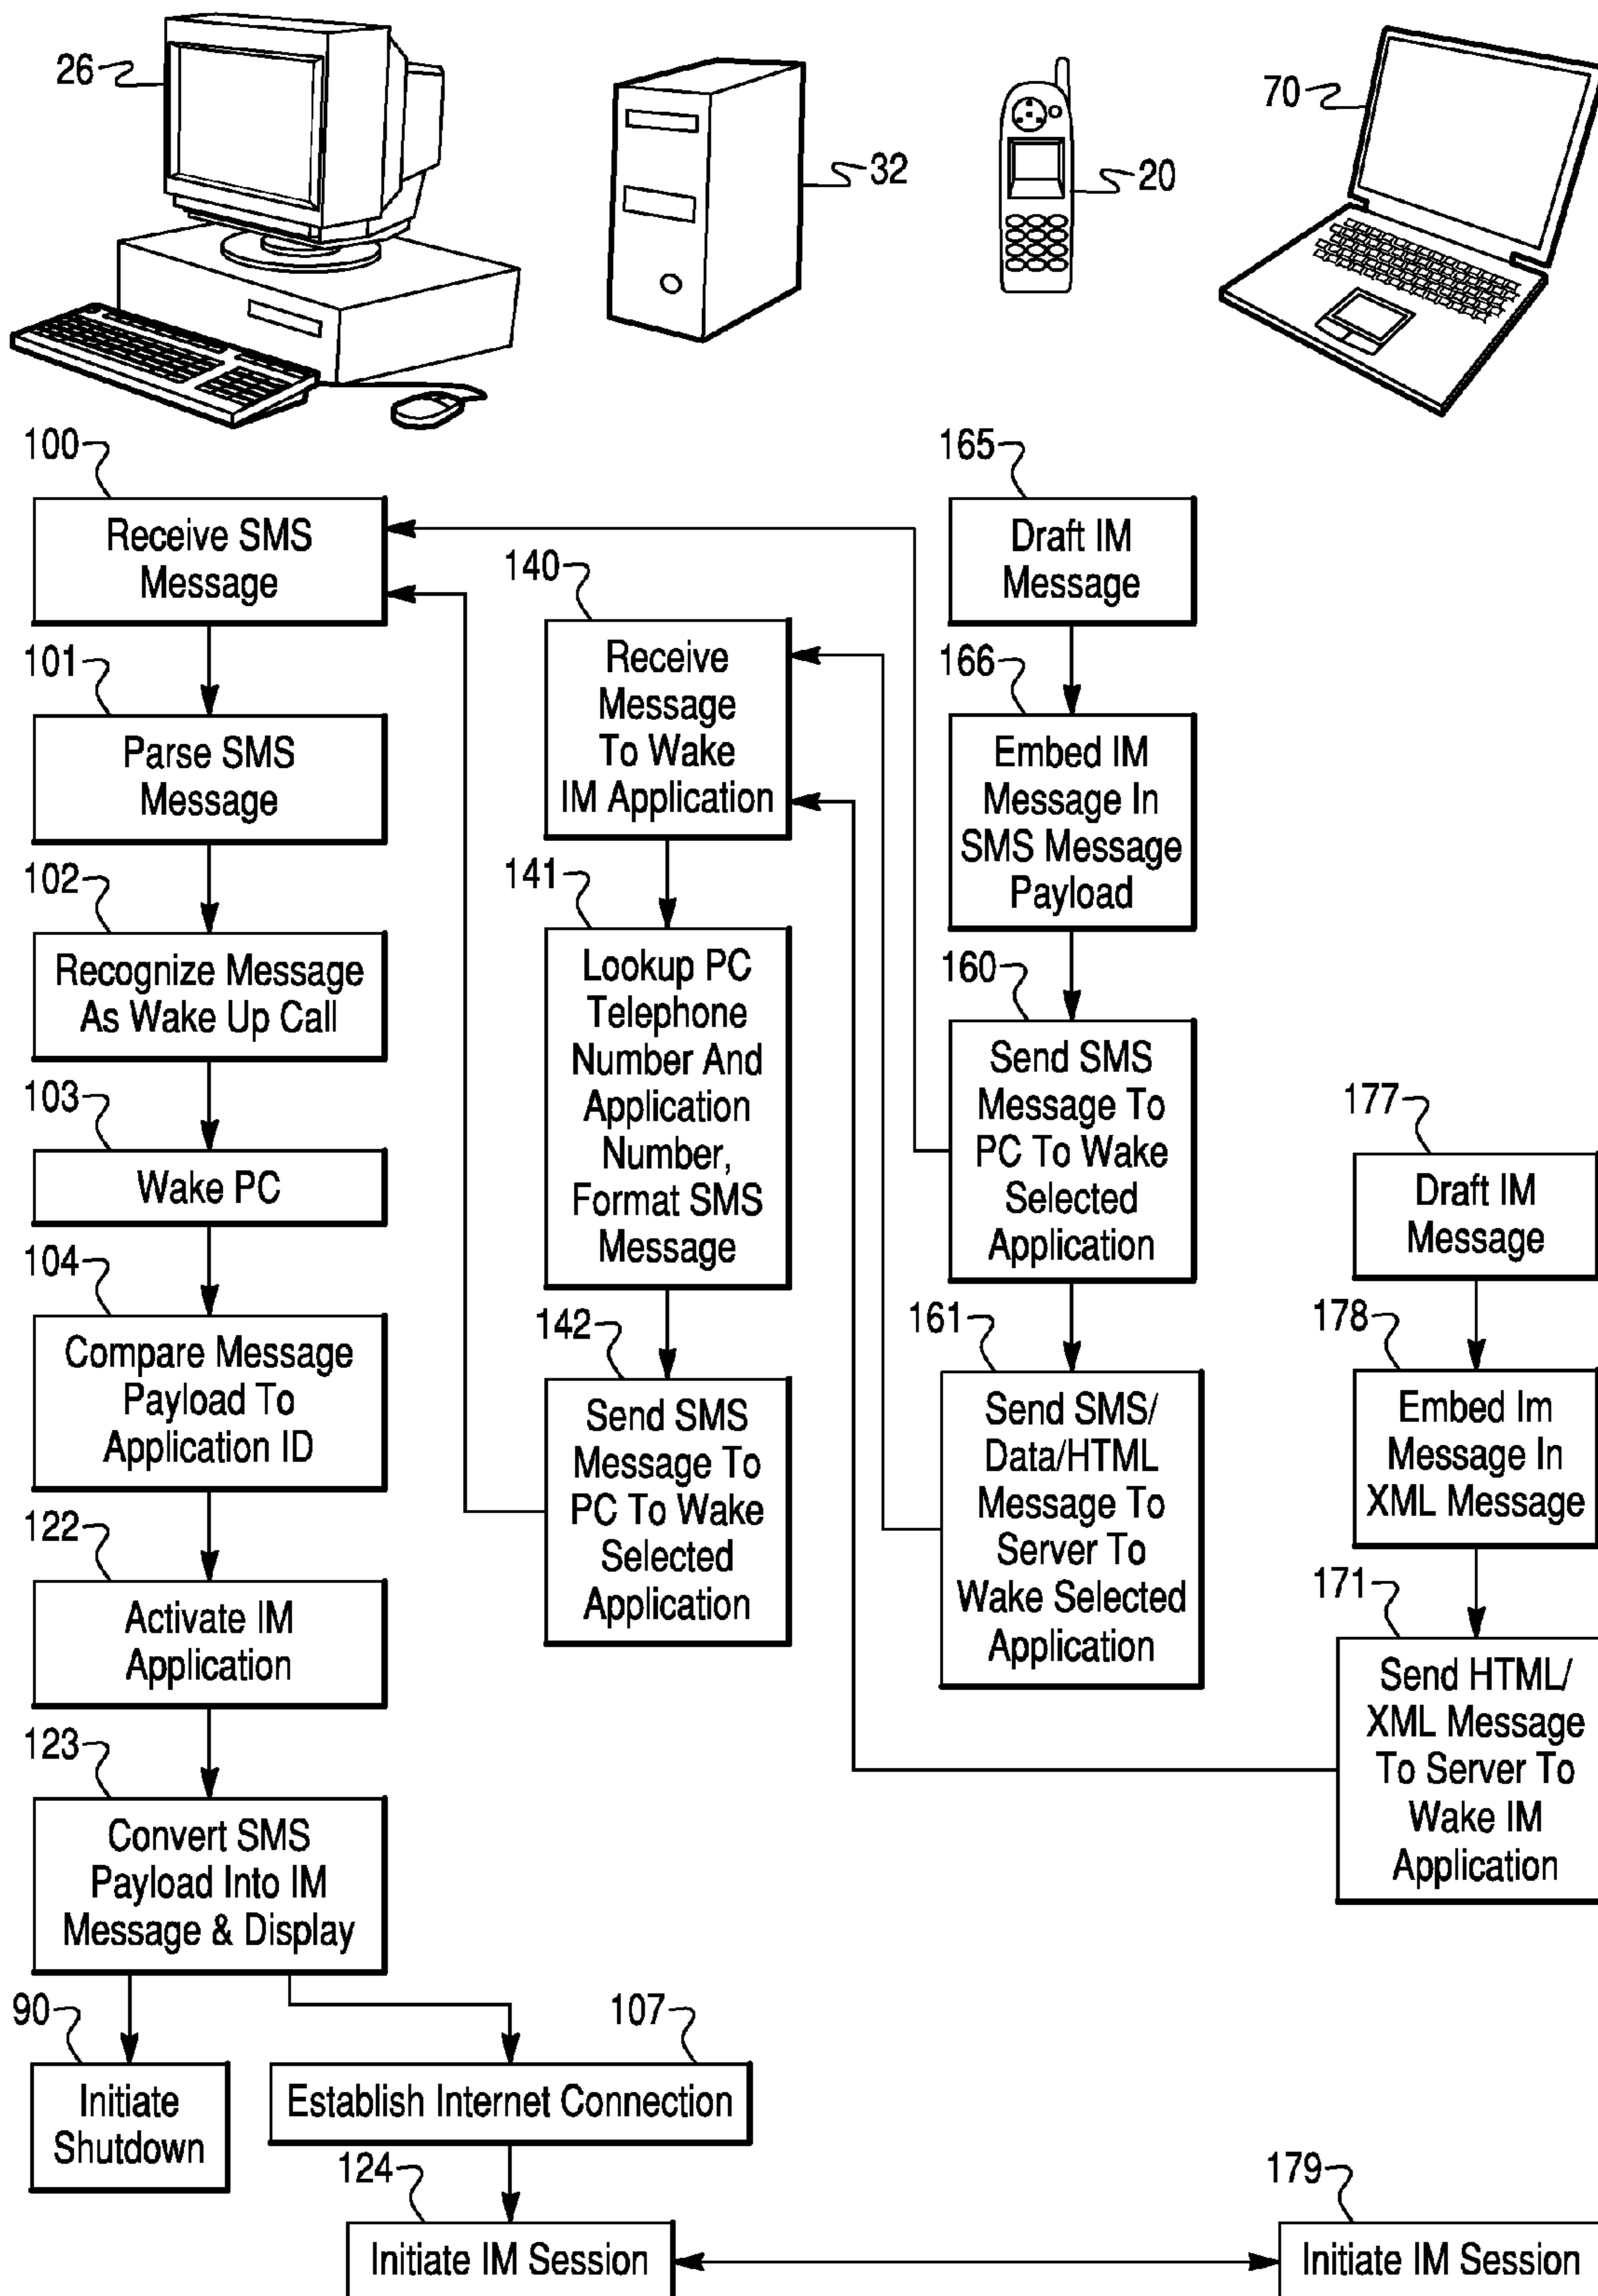 26
32
20
70
100
Receive SMS
Message
101
Parse SMS
Message
102
Recognize Message
As Wake Up Call
103
Wake PC
104
Compare Message
Payload To
Application ID
122
Activate IM
Application
123
Convert SMS
Payload Into IM
Message & Display
90
Initiate
Shutdown
107
Establish Internet Connection
124
Initiate IM Session
140
Receive
Message
To Wake
IM Application
141
Lookup PC
Telephone
Number And
Application
Number,
Format SMS
Message
142
Send SMS
Message To
PC To Wake
Selected
Application
165
Draft IM
Message
166
Embed IM
Message In
SMS Message
Payload
160
Send SMS
Message To
PC To Wake
Selected
Application
161
Send SMS/
Data/HTML
Message To
Server To
Wake Selected
Application
177
Draft IM
Message
178
Embed Im
Message In
XML Message
171
Send HTML/
XML Message
To Server To
Wake IM
Application
179
Initiate IM Session